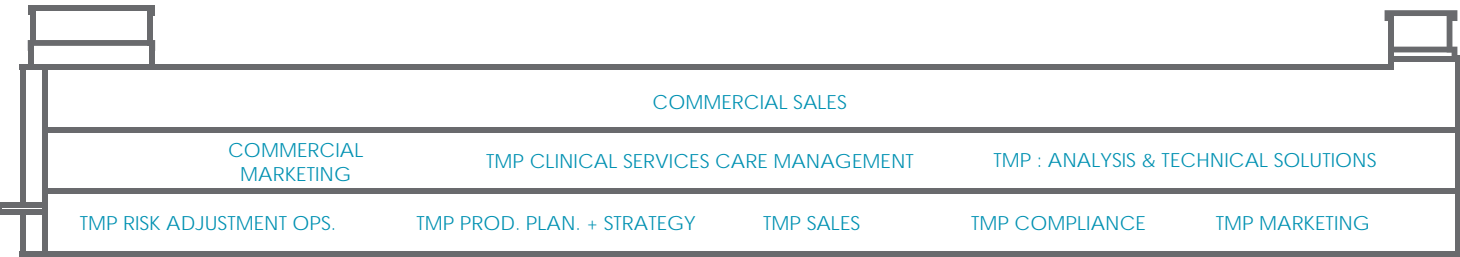 COMMERCIAL SALES
COMMERCIAL
MARKETING
TMP CLINICAL SERVICES CARE MANAGEMENT
TMP : ANALYSIS & TECHNICAL SOLUTIONS
TMP RISK ADJUSTMENT OPS.
TMP PROD. PLAN. + STRATEGY
TMP SALES
TMP COMPLIANCE
TMP MARKETING